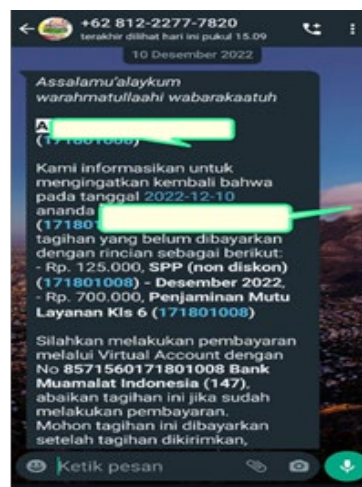 +62 812-2277-7820
terakhir dilihat hari ini pukul 15.09
10 Desember 2022
Assalamu'alaykum
warahmatullaahi wabarakaatuh
A
(171801008)
Kami informasikan untuk
mengingatkan kembali bahwa
pada tanggal 2022-12-10
ananda
(17180
tagihan yang belum dibayarkan
dengan rincian sebagai berikut:
- Rp. 125.000, SPP (non diskon)
(171801008) - Desember 2022,
- Rp. 700.000, Penjaminan Mutu
Layanan Kls 6 (171801008)
Silahkan melakukan pembayaran
melalui Virtual Account dengan
No 8571560171801008 Bank
Muamalat Indonesia (147),
abaikan tagihan ini jika sudah
melakukan pembayaran.
Mohon tagihan ini dibayarkan
setelah tagihan dikirimkan,
Ketik pesan